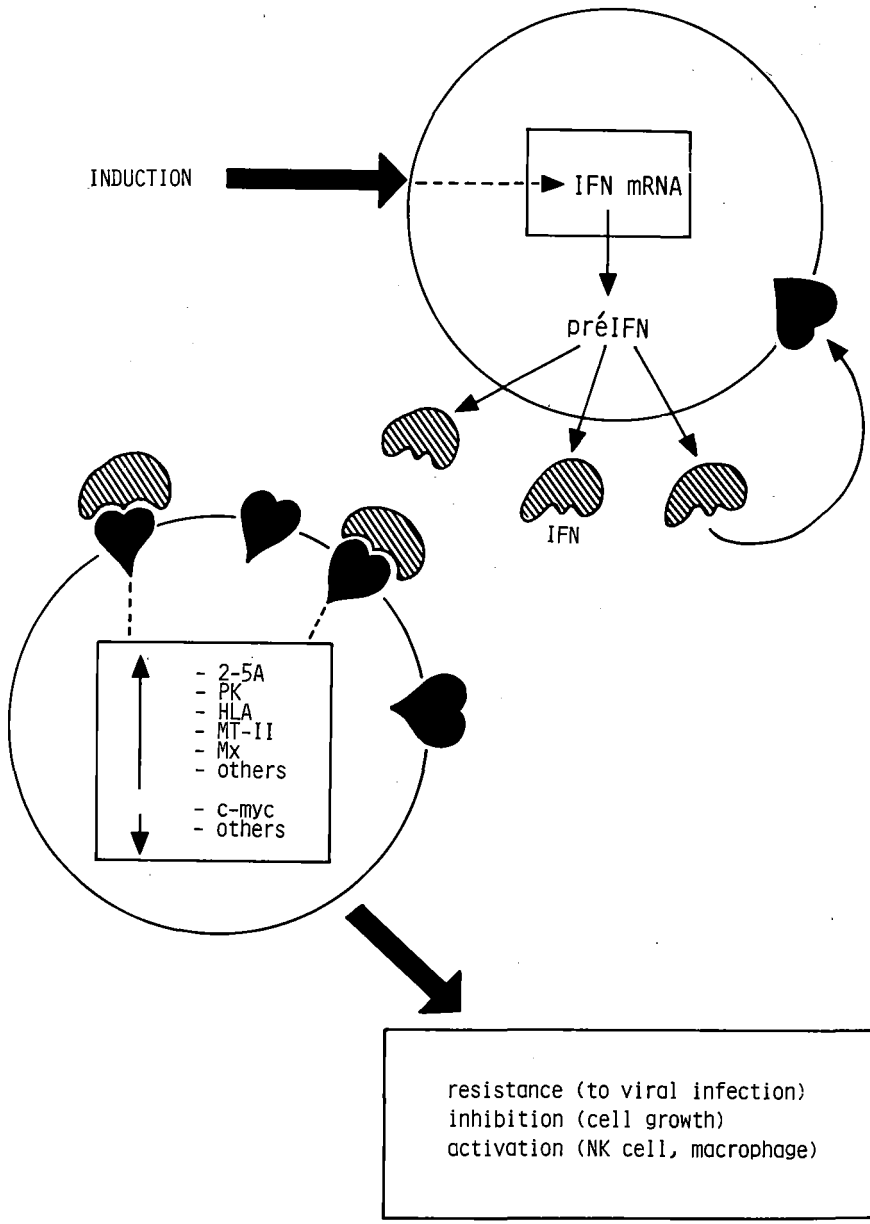 INDUCTION
IFN mRNA
préIFN
IFN
- 2-5A
- PK
- HLA
- MT-II
- Mx
- others
- c-myc
- others
resistance (to viral infection)
inhibition (cell growth)
activation (NK cell, macrophage)